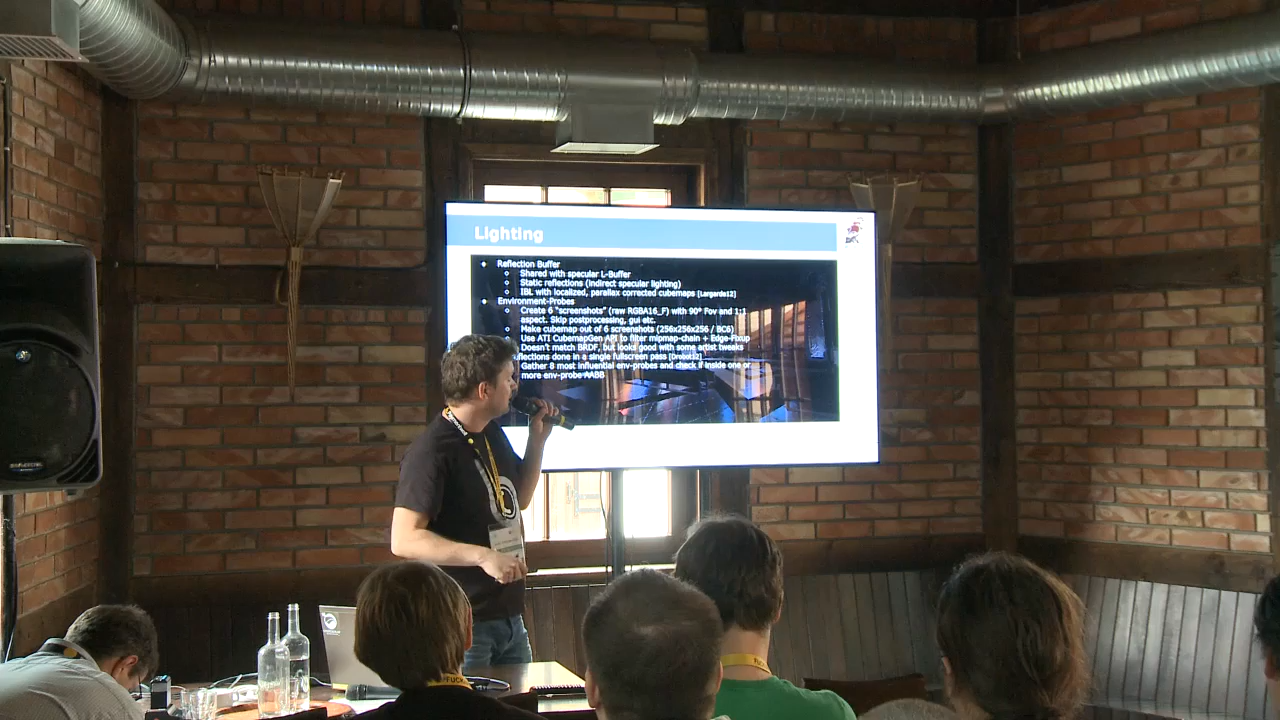 Lighting
Reflection Buffer
Shared with specular L-Buffer
Static reflections (indirect specular lighting)
IBL with localized, parallax corrected cubemaps [Largarde12]
Environment-Probes
Create 6 "screenshots" (raw RGBA16_F) with 90° Fov and 1:1
aspect. Skip postprocessing, gui etc.
Make cubemap out of 6 screenshots (256x256x256 / BC6)
Use ATI CubemapGen API to filter mipmap-chain + Edge-Fixup
Doesn't match BRDF, but looks good with some artist tweaks
flections done in a single fullscreen pass [Drobot12]
Gather 8 most influential env-probes and check if inside one or
more env-probe AABB